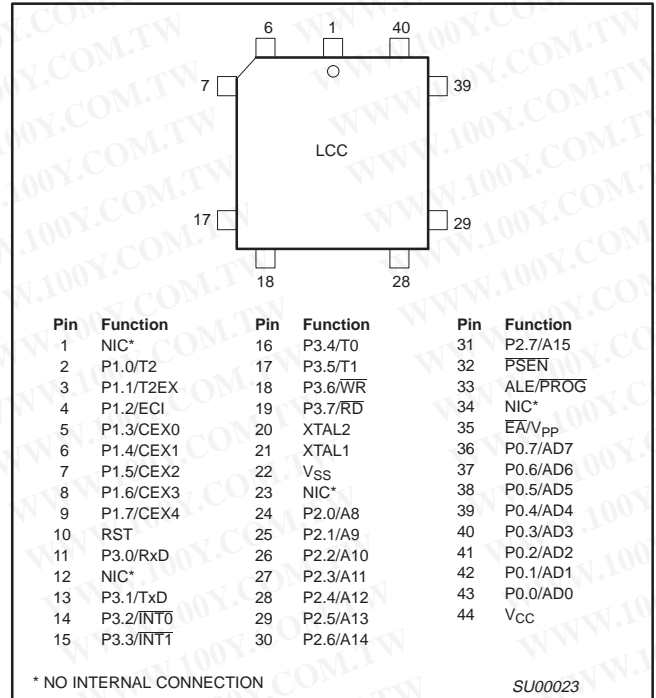 6 1 40
7 39
LCC
17 29
18 28
Pin Function Pin Function Pin Function
1 NIC* 16 P3.4/T0 31 P2.7/A15
2 P1.0/T2 17 P3.5/T1 32 PSEN
3 P1.1/T2EX 18 P3.6/WR 33 ALE/PROG
4 P1.2/ECI 19 P3.7/RD 34 NIC*
5 P1.3/CEX0 20 XTAL2 35 EA/VPP
6 P1.4/CEX1 21 XTAL1 36 P0.7/AD7
7 P1.5/CEX2 22 VSS 37 P0.6/AD6
8 P1.6/CEX3 23 NIC* 38 P0.5/AD5
9 P1.7/CEX4 24 P2.0/A8 39 P0.4/AD4
10 RST 25 P2.1/A9 40 P0.3/AD3
11 P3.0/RxD 26 P2.2/A10 41 P0.2/AD2
12 NIC* 27 P2.3/A11 42 P0.1/AD1
13 P3.1/TxD 28 P2.4/A12 43 P0.0/AD0
14 P3.2/INT0 29 P2.5/A13 44 VCC
15 P3.3/INT1 30 P2.6/A14
* NO INTERNAL CONNECTION SU00023
WWW.100Y.COM.TW